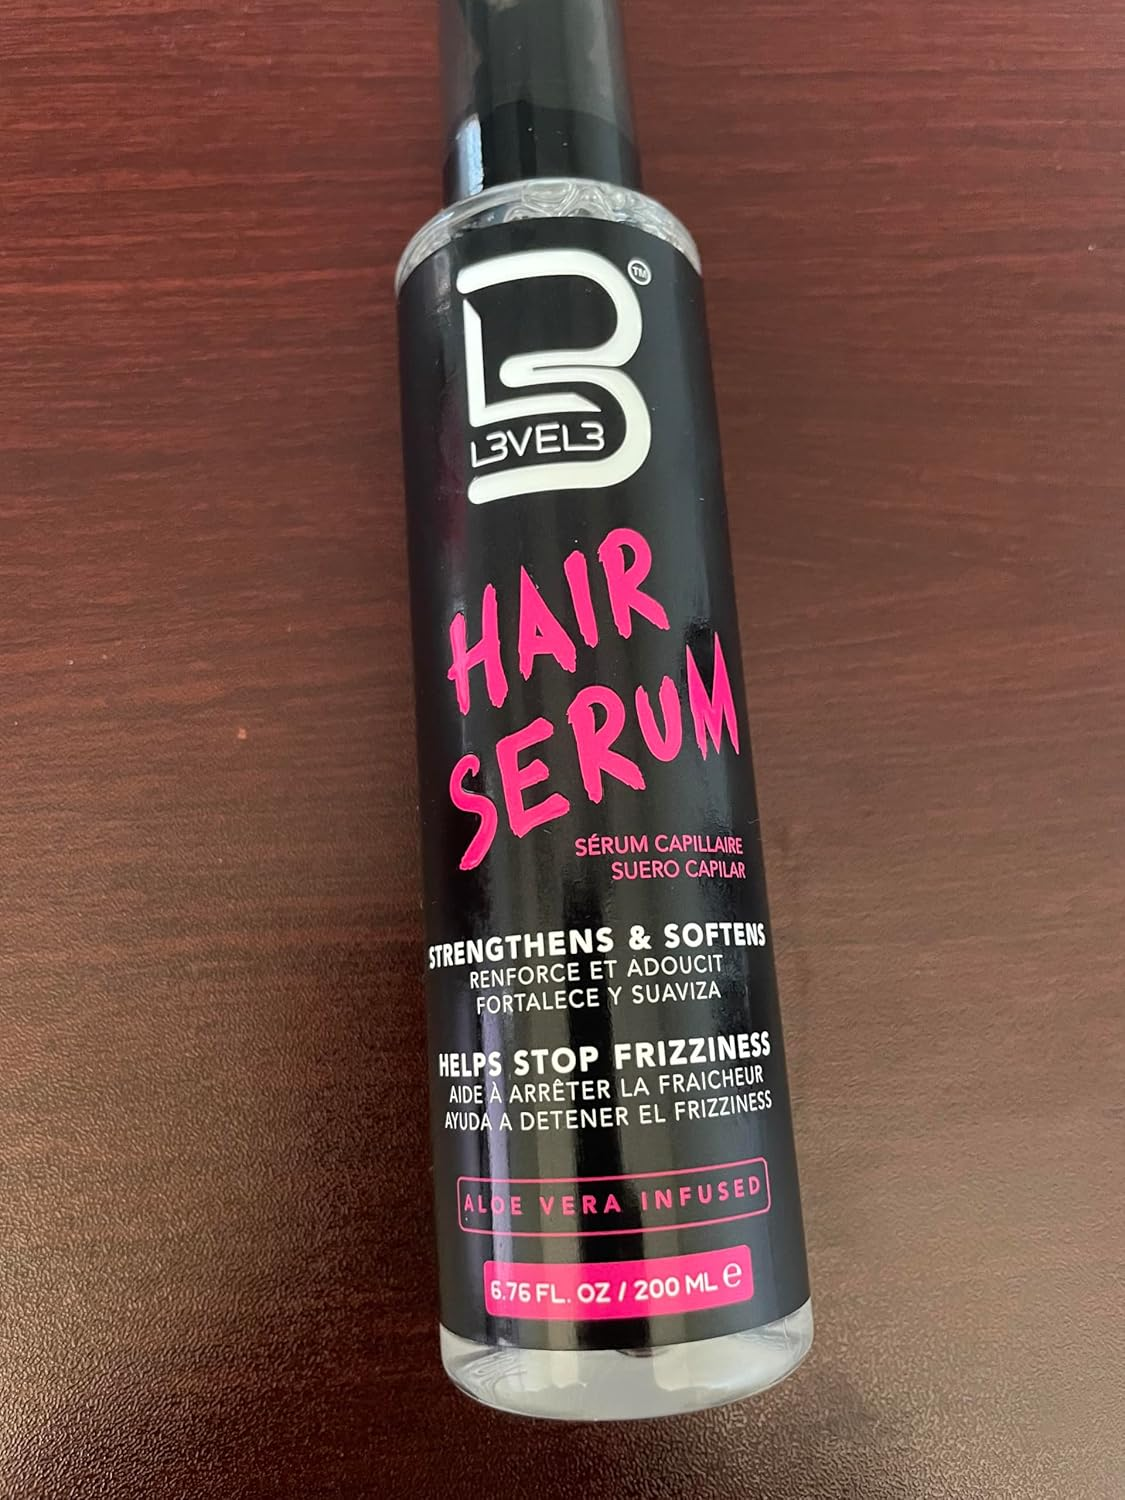 TM
L3VEL3
HAIR
SERUM
SÉRUM CAPILLAIRE
SUERO CAPILAR
STRENGTHENS & SOFTENS
RENFORCE ET ADOUCIT
FORTALECE Y SUAVIZA
HELPS STOP FRIZZINESS
AIDE À ARRÊTER LA FRAICHEUR
AYUDA A DETENER EL FRIZZINESS
ALOE VERA INFUSED
6.76 FL. OZ / 200 ML ℮